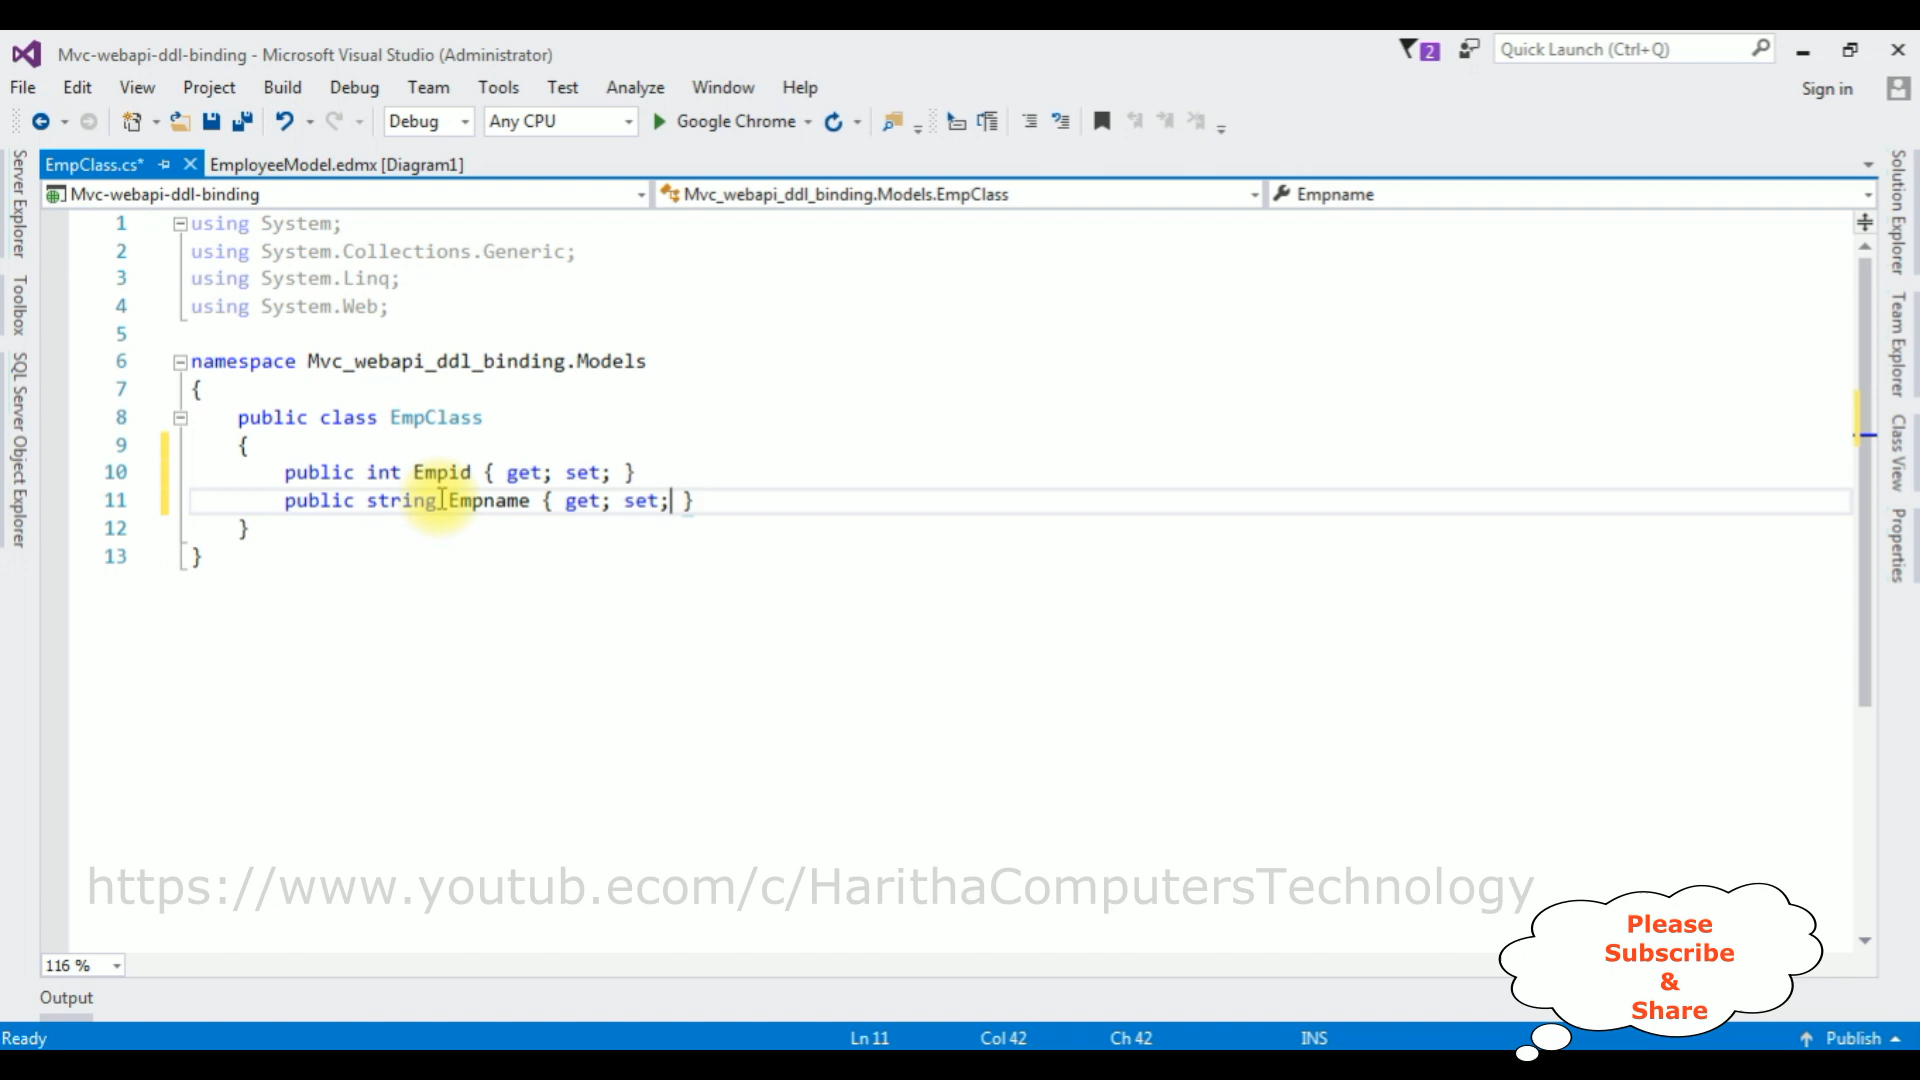 Mvc-webapi-ddl-binding - Microsoft Visual Studio (Administrator)
2
Quick Launch (Ctrl+Q)
File Edit View Project Build Debug Team Tools Test Analyze Window Help
Sign in
Debug
Any CPU
Google Chrome
EmpClass.cs*
EmployeeModel.edmx [Diagram1]
Mvc-webapi-ddl-binding
Mvc_webapi_ddl_binding.Models.EmpClass
Empname
Server Explorer
Toolbox
SQL Server Object Explorer
1 using System;
2 using System.Collections.Generic;
3 using System.Linq;
4 using System.Web;
5
6 namespace Mvc_webapi_ddl_binding.Models
7 {
8 public class EmpClass
9 {
10 public int Empid { get; set; }
11 public string Empname { get; set; }
12 }
13 }
Solution Explorer
Team Explorer
Class View
Properties
https://www.youtub.ecom/c/HarithaComputersTechnology
Please
Subscribe
&
Share
116 %
Output
Ready
Ln 11
Col 42
Ch 42
INS
Publish